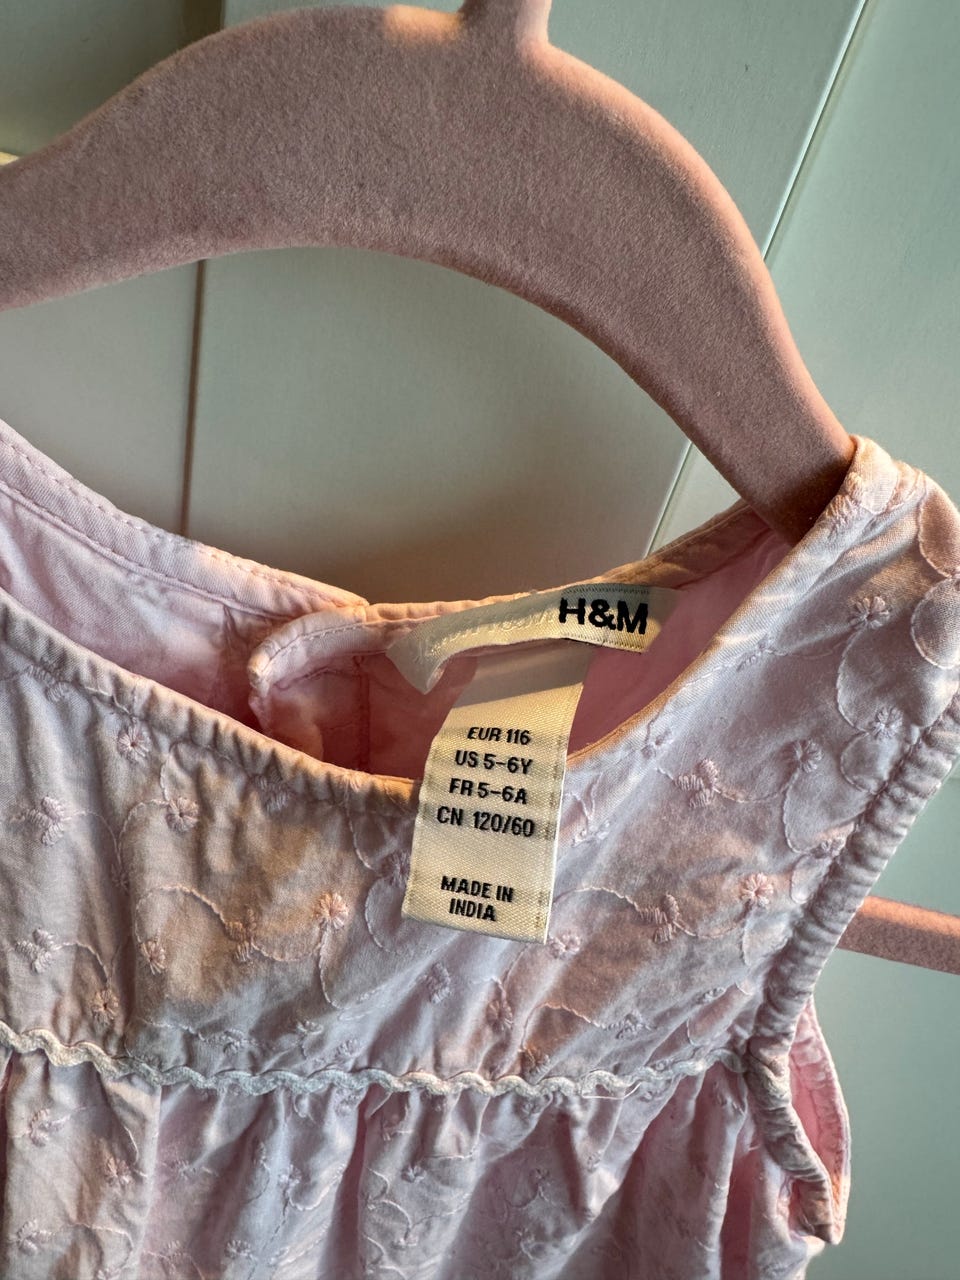 H&M
EUR 116
US 5-6Y
FR 5-6A
CN 120/60
MADE IN
INDIA